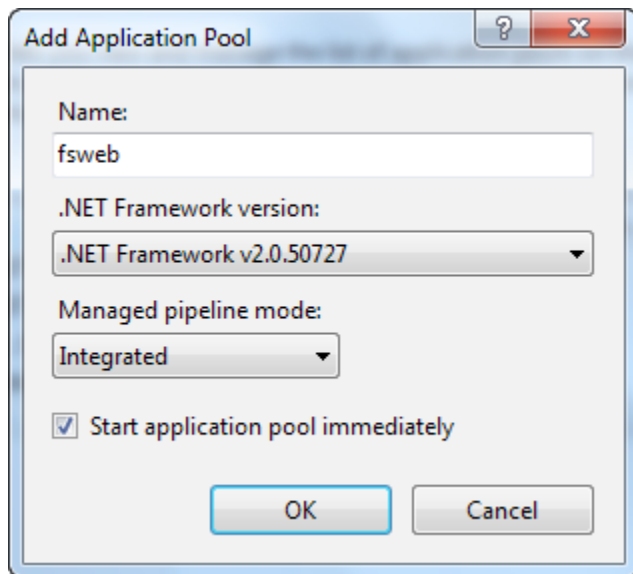 Add Application Pool
Name:
fsweb
.NET Framework version:
.NET Framework v2.0.50727
Managed pipeline mode:
Integrated
Start application pool immediately
OK
Cancel